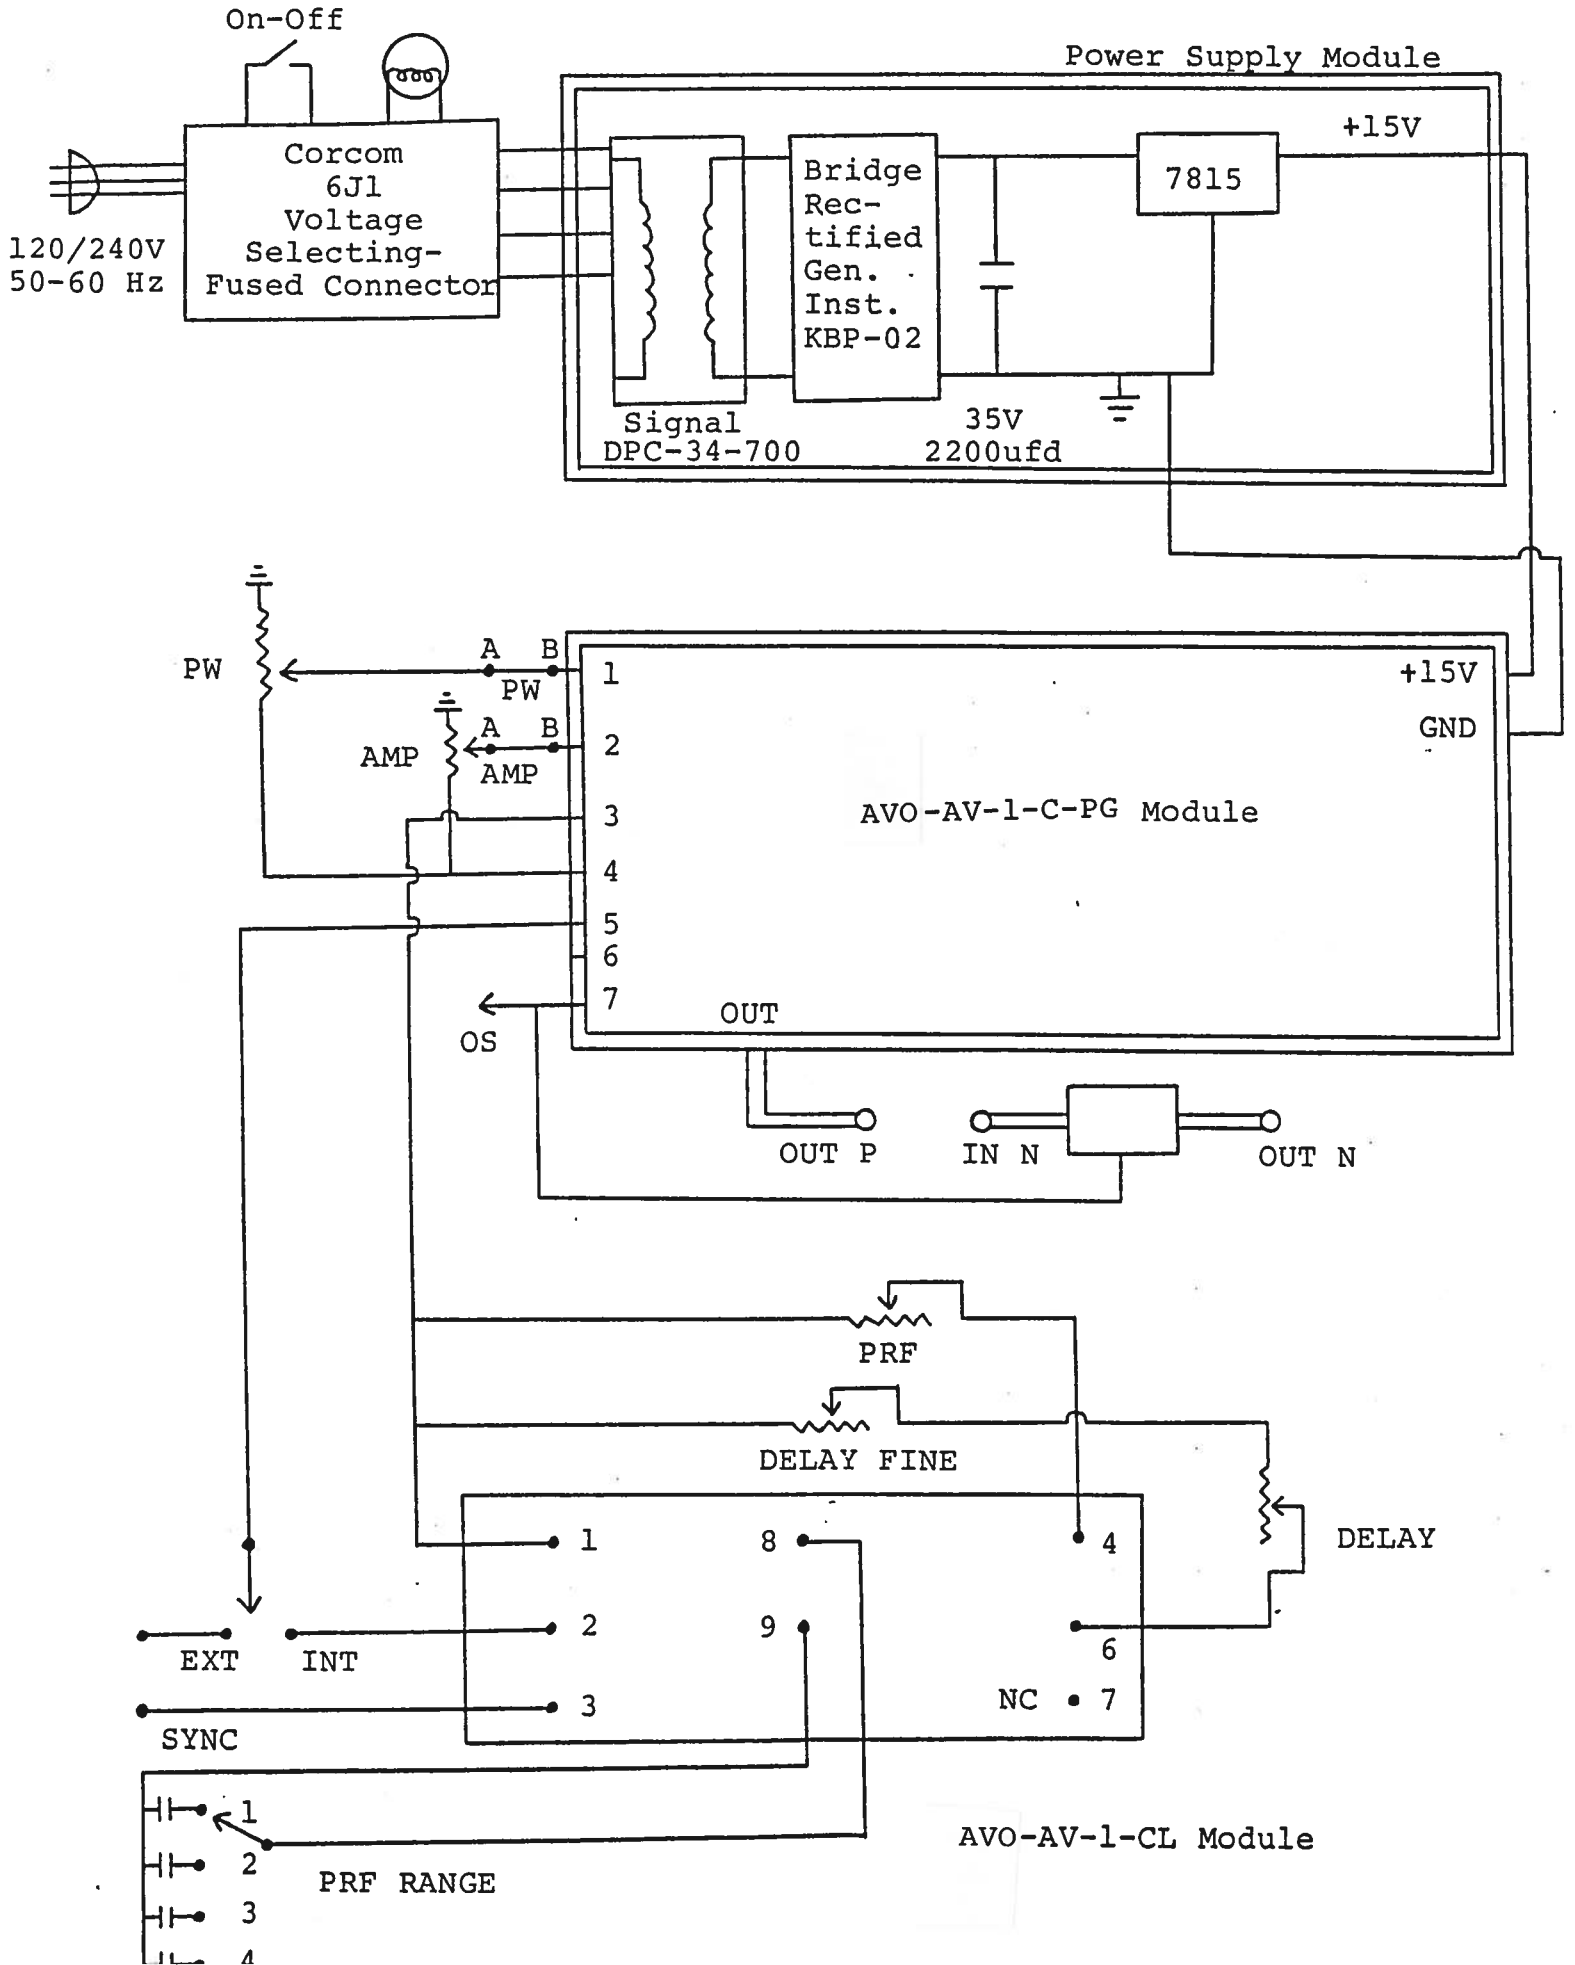 On-Off
Power Supply Module
Corcom
6J1
Voltage
Selecting-
Fused Connector
120/240V
50-60 Hz
Bridge
Rec-
tified
Gen.
Inst.
KBP-02
7815
+15V
Signal
DPC-34-700
35V
2200ufd
PW
A B
PW
AMP
A B
AMP
1
2
3
4
5
6
7
+15V
GND
AVO-AV-1-C-PG Module
OUT
OS
OUT P
IN N
OUT N
PRF
DELAY FINE
DELAY
1
2
3
8
9
4
6
NC 7
EXT
INT
SYNC
1
2
3
4
PRF RANGE
AVO-AV-1-CL Module